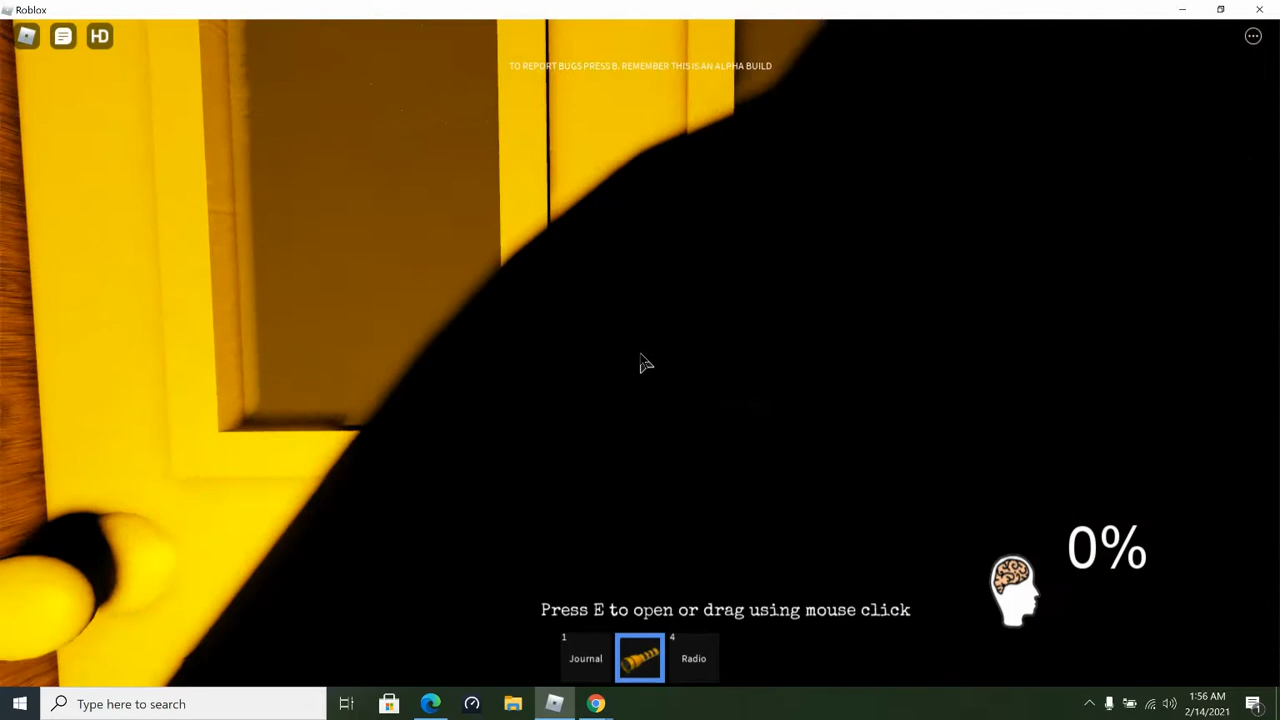 Roblox
HD
TO REPORT BUGS PRESS B. REMEMBER THIS IS AN ALPHA BUILD
0%
Press E to open or drag using mouse click
1
Journal
4
Radio
Type here to search
1:56 AM
2/14/2021
1